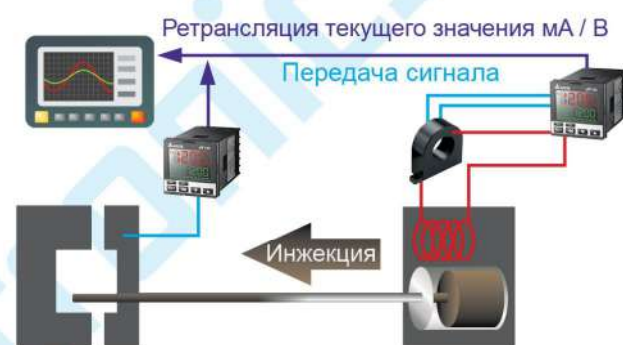 Ретрансляция текущего значения мА / В
Передача сигнала
Инжекция